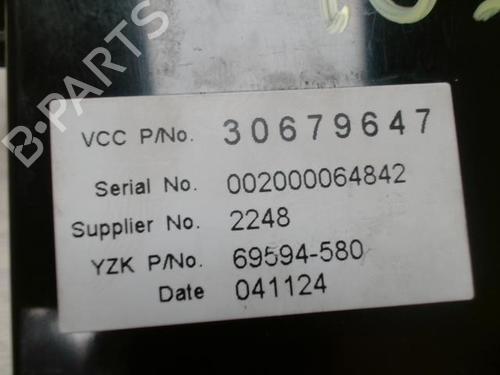 B-PARTS
VCC P/No. 30679647
Serial No. 002000064842
Supplier No. 2248
YZK P/No. 69594-580
Date 041124